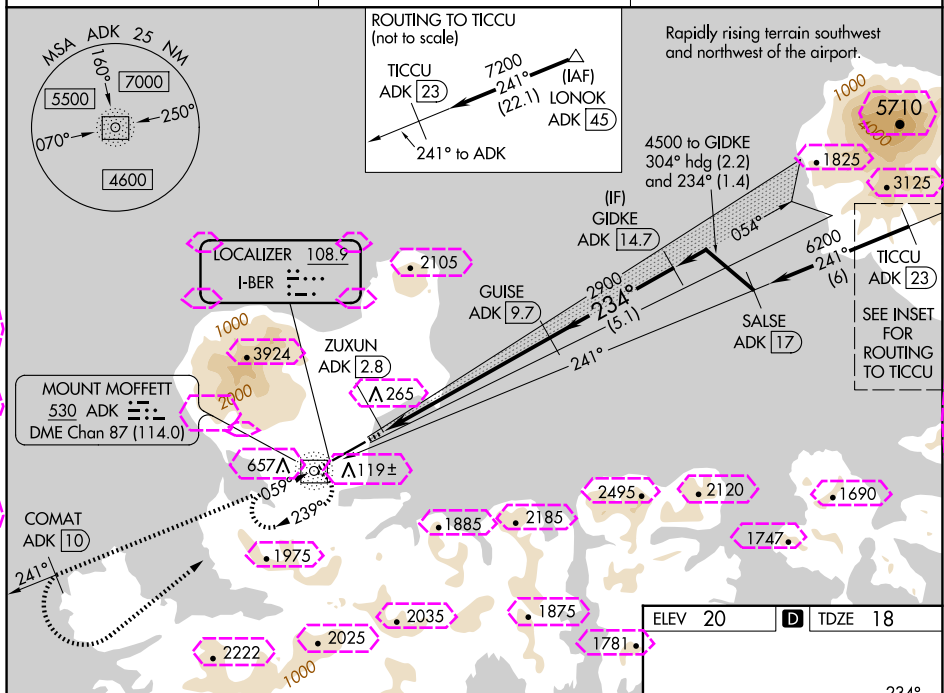 MSA ADK 25 NM
160°
7000
5500
250°
070°
4600
ROUTING TO TICCU
(not to scale)
TICCU
ADK 23
7200
241°
(22.1)
(IAF)
LONOK
ADK 45
241° to ADK
Rapidly rising terrain southwest
and northwest of the airport.
1000
5710
4000
1825
3125
4500 to GIDKE
304° hdg (2.2)
and 234° (1.4)
(IF)
GIDKE
ADK 14.7
054°
6200
241°
(6)
TICCU
ADK 23
SEE INSET
FOR
ROUTING
TO TICCU
LOCALIZER 108.9
I-BER
2105
2900
234°
(5.1)
GUISE
ADK 9.7
241°
SALSE
ADK 17
1000
3924
2000
ZUXUN
ADK 2.8
265
MOUNT MOFFETT
530 ADK
DME Chan 87 (114.0)
657
119±
059°
239°
COMAT
ADK 10
241°
1975
1885
2185
2495
2120
1690
1747
2222
2025
2035
1875
1781
1000
ELEV 20 D TDZE 18
234°